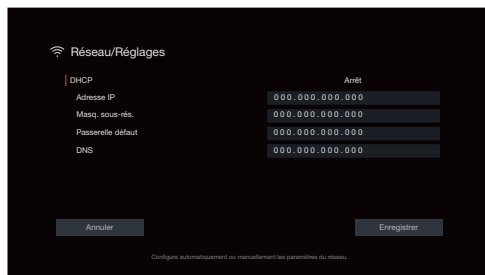 Réseau/Réglages
DHCP Arrêt
Adresse IP 000.000.000.000
Masq. sous-rés. 000.000.000.000
Passerelle défaut 000.000.000.000
DNS 000.000.000.000
Annuler Enregistrer
Configure automatiquement ou manuellement les paramètres du réseau.